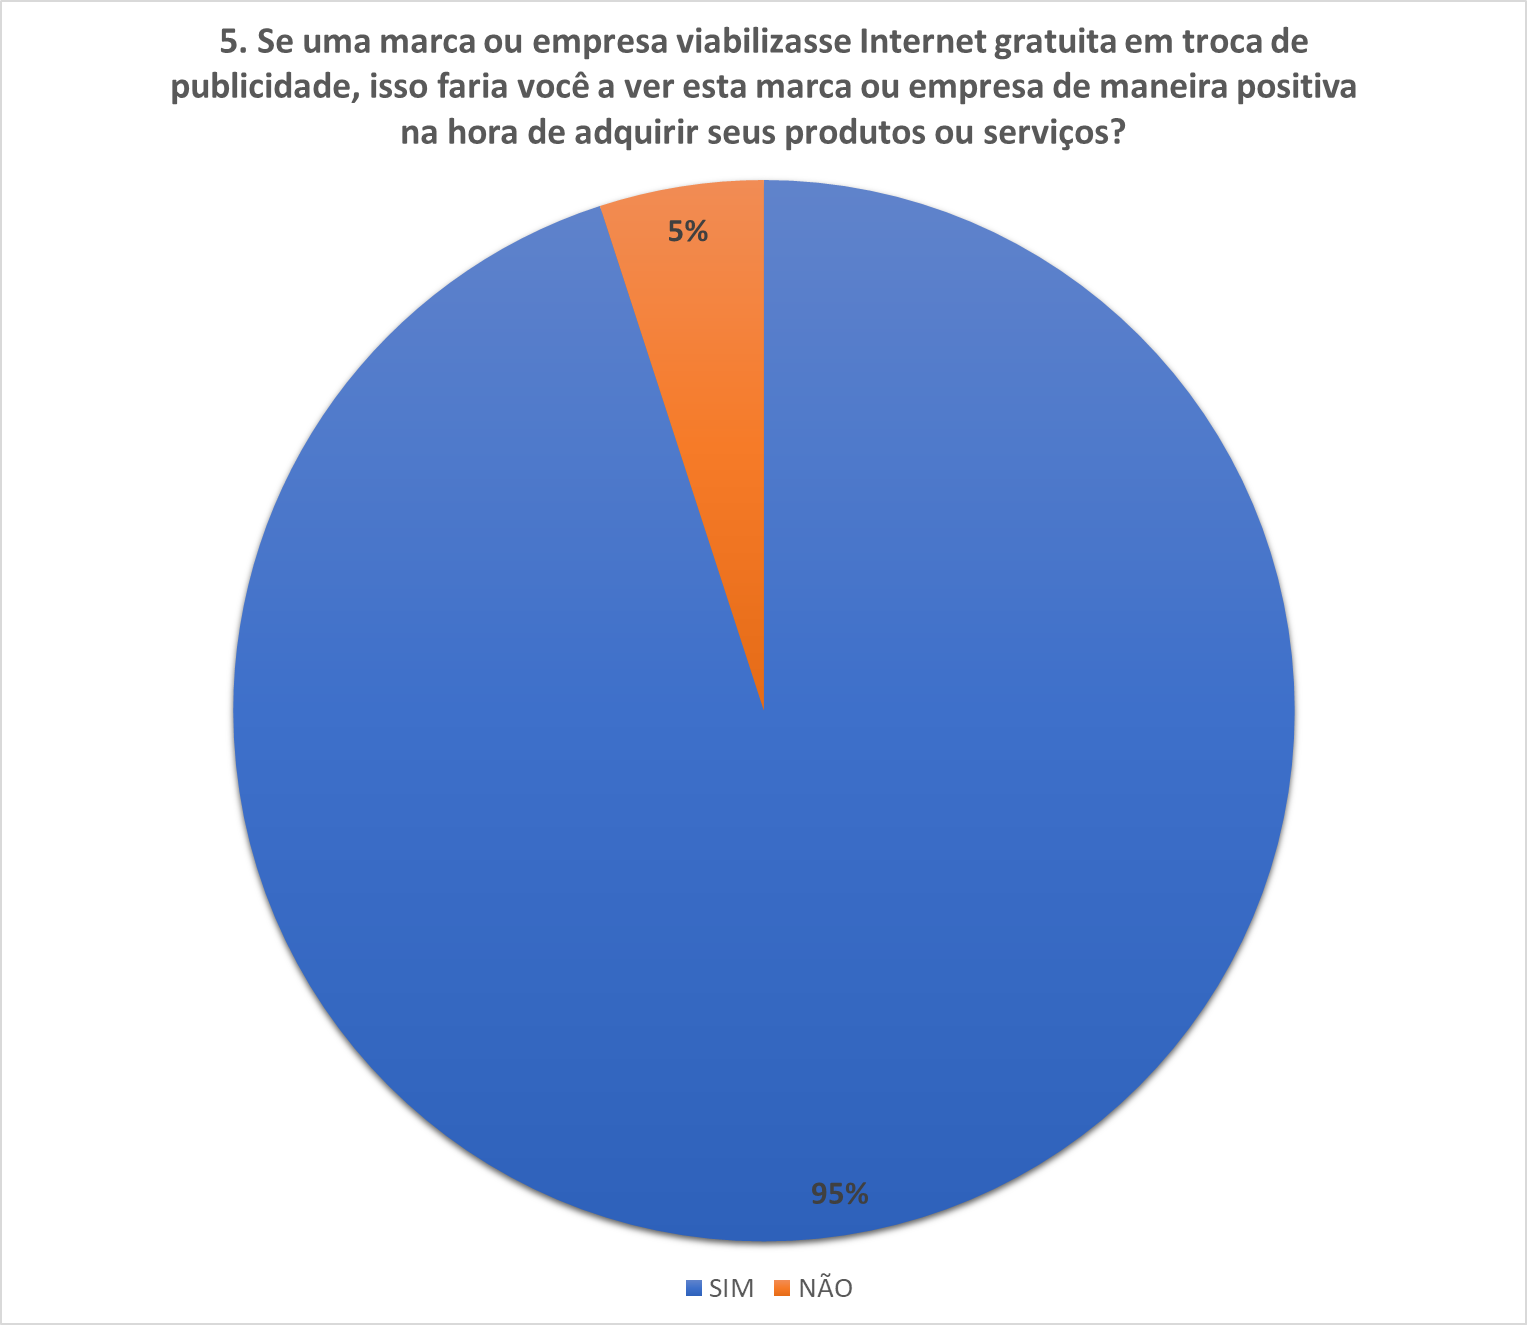 5. Se uma marca ou empresa viabilizasse Internet gratuita em troca de
publicidade, isso faria você a ver esta marca ou empresa de maneira positiva
na hora de adquirir seus produtos ou serviços?
5%
95%
SIM NÃO